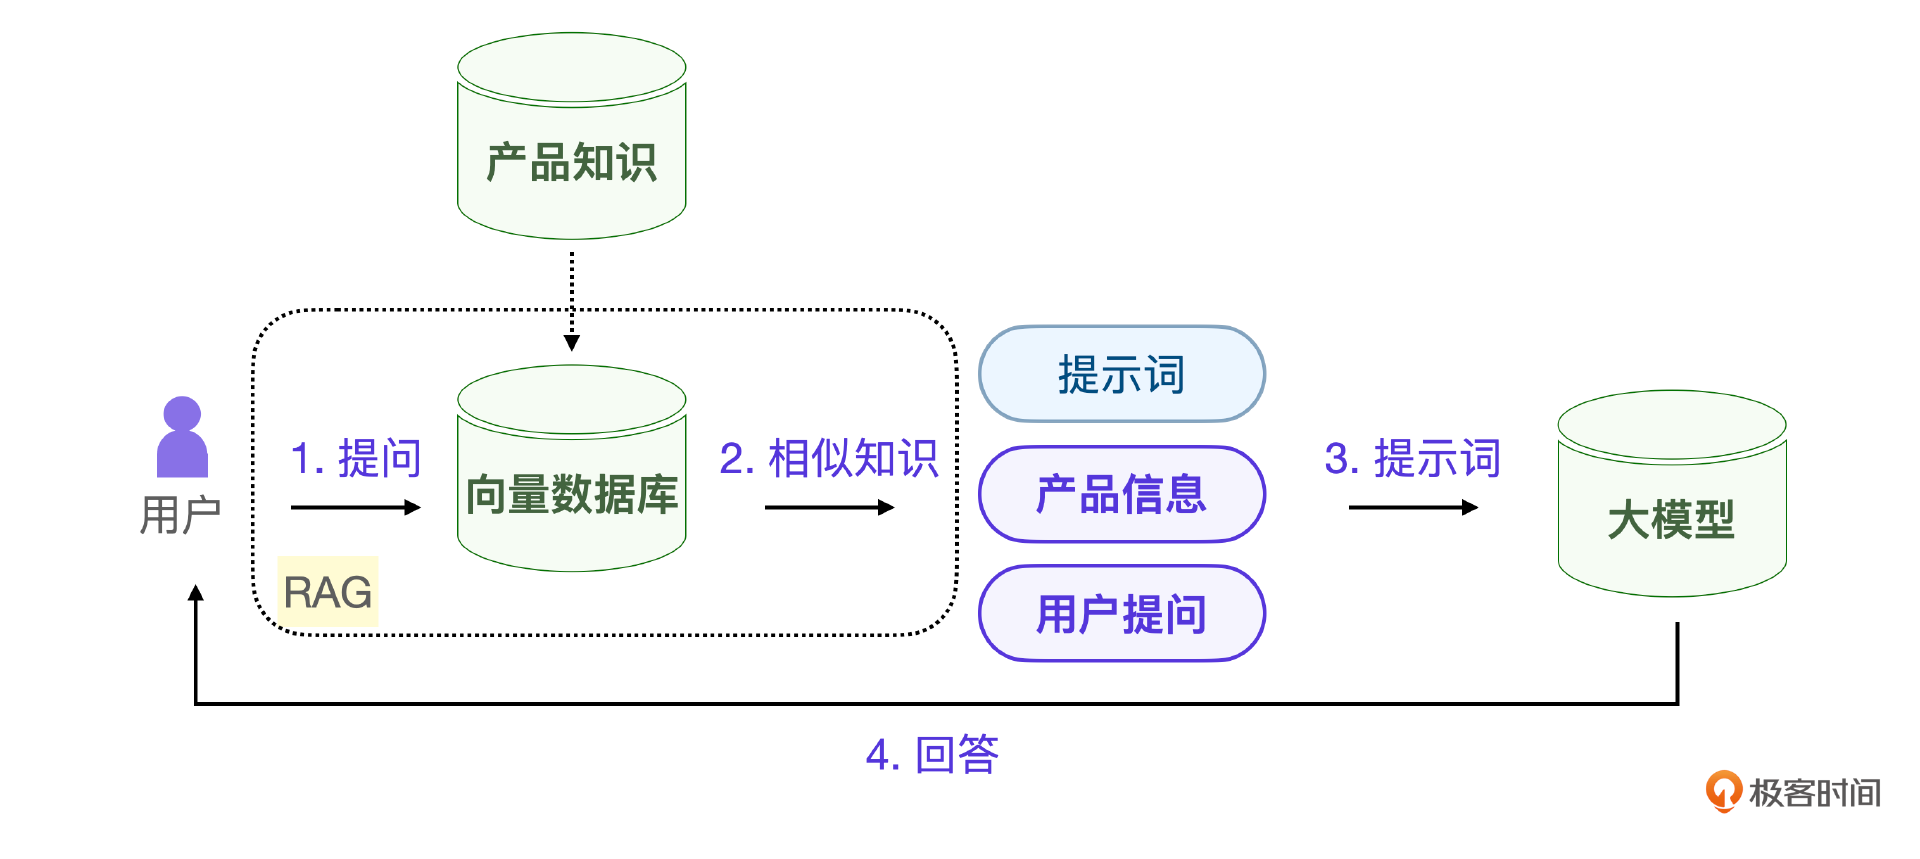 产品知识
用户
1. 提问
RAG
向量数据库
2. 相似知识
提示词
产品信息
用户提问
3. 提示词
大模型
4. 回答
极客时间